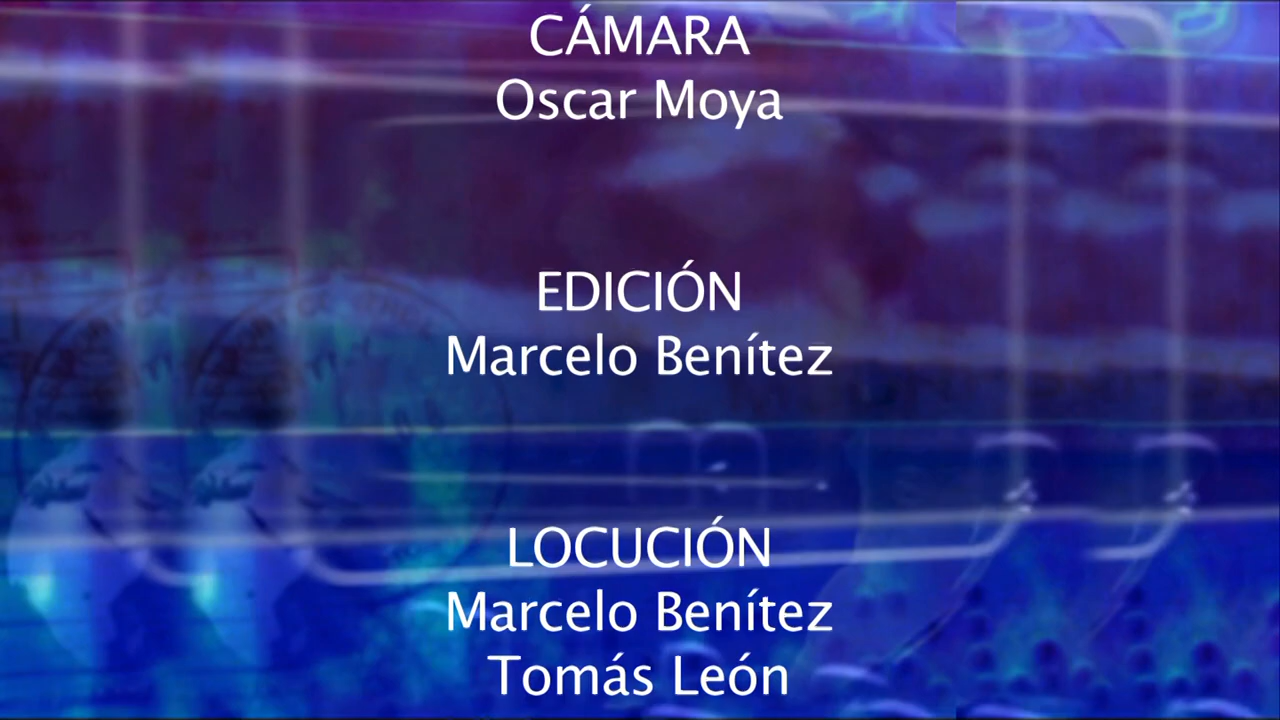 CÁMARA
Oscar Moya
EDICIÓN
Marcelo Benítez
LOCUCIÓN
Marcelo Benítez
Tomás León